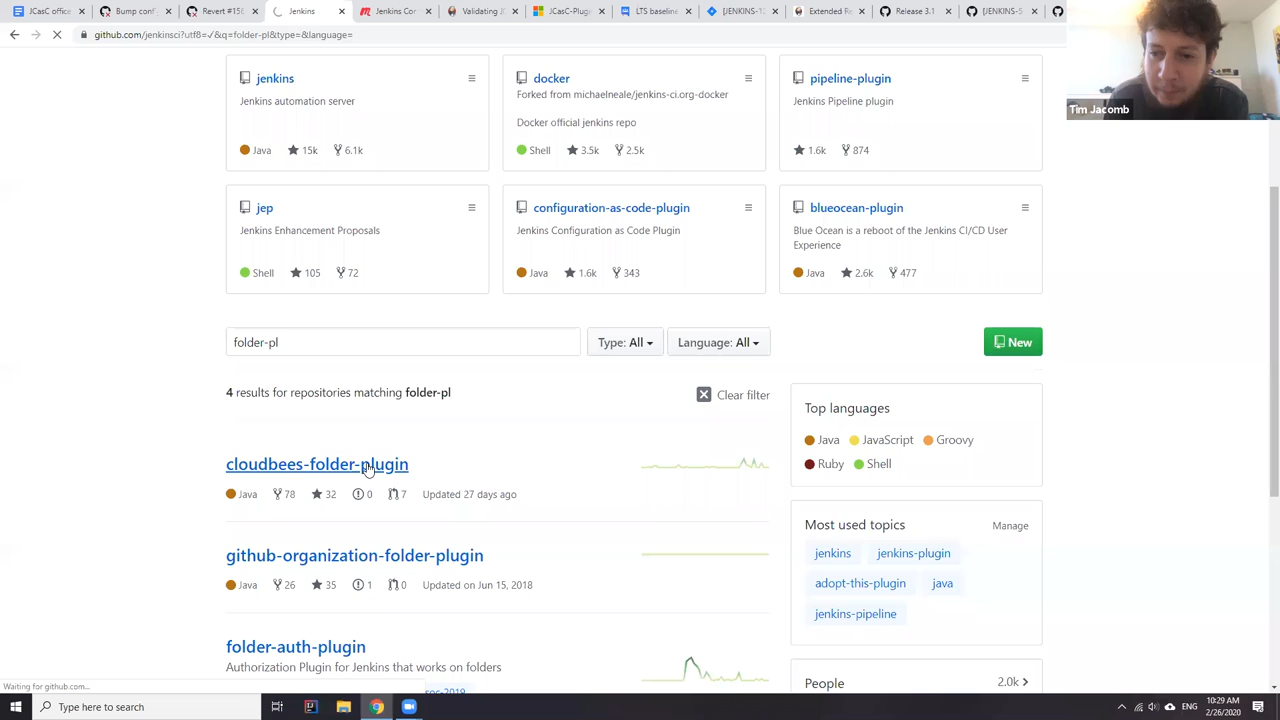 JCasC office
Bump confi
Revert #158
Jenkins
Jenkins Cor
Validating JC
JCasC-Plugin
LTS baseline
[JENKINS-12
Extended Re
Release 3.1
[JENKINS-5
github.com/jenkinsci?utf8=✓&q=folder-pl&type=&language=
jenkins
Jenkins automation server
Java 15k 6.1k
docker
Forked from michaelneale/jenkins-ci.org-docker
Docker official jenkins repo
Shell 3.5k 2.5k
pipeline-plugin
Jenkins Pipeline plugin
1.6k 874
jep
Jenkins Enhancement Proposals
Shell 105 72
configuration-as-code-plugin
Jenkins Configuration as Code Plugin
Java 1.6k 343
blueocean-plugin
Blue Ocean is a reboot of the Jenkins CI/CD User
Experience
Java 2.6k 477
folder-pl
Type: All
Language: All
New
4 results for repositories matching folder-pl
Clear filter
cloudbees-folder-plugin
Java 78 32 0 7 Updated 27 days ago
github-organization-folder-plugin
Java 26 35 1 0 Updated on Jun 15, 2018
folder-auth-plugin
Authorization Plugin for Jenkins that works on folders
Top languages
Java JavaScript Groovy
Ruby Shell
Most used topics Manage
jenkins jenkins-plugin
adopt-this-plugin java
jenkins-pipeline
People 2.0k
Tim Jacomb
Waiting for github.com...
Type here to search
ENG
10:29 AM
2/26/2020